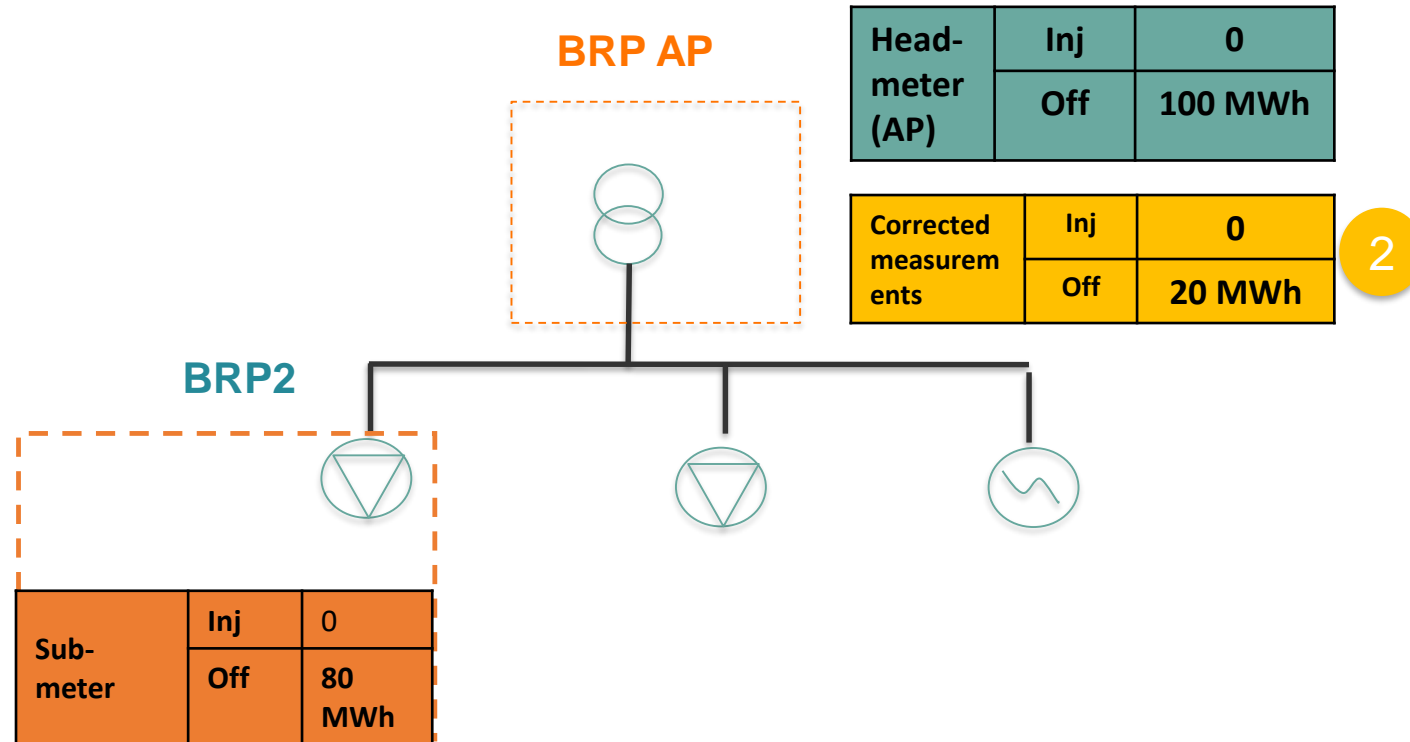 BRP AP
Head-
meter
(AP)
Inj
0
Off
100 MWh
Corrected
measurem
ents
Inj
0
Off
20 MWh
2
BRP2
Sub-
meter
Inj
0
Off
80
MWh